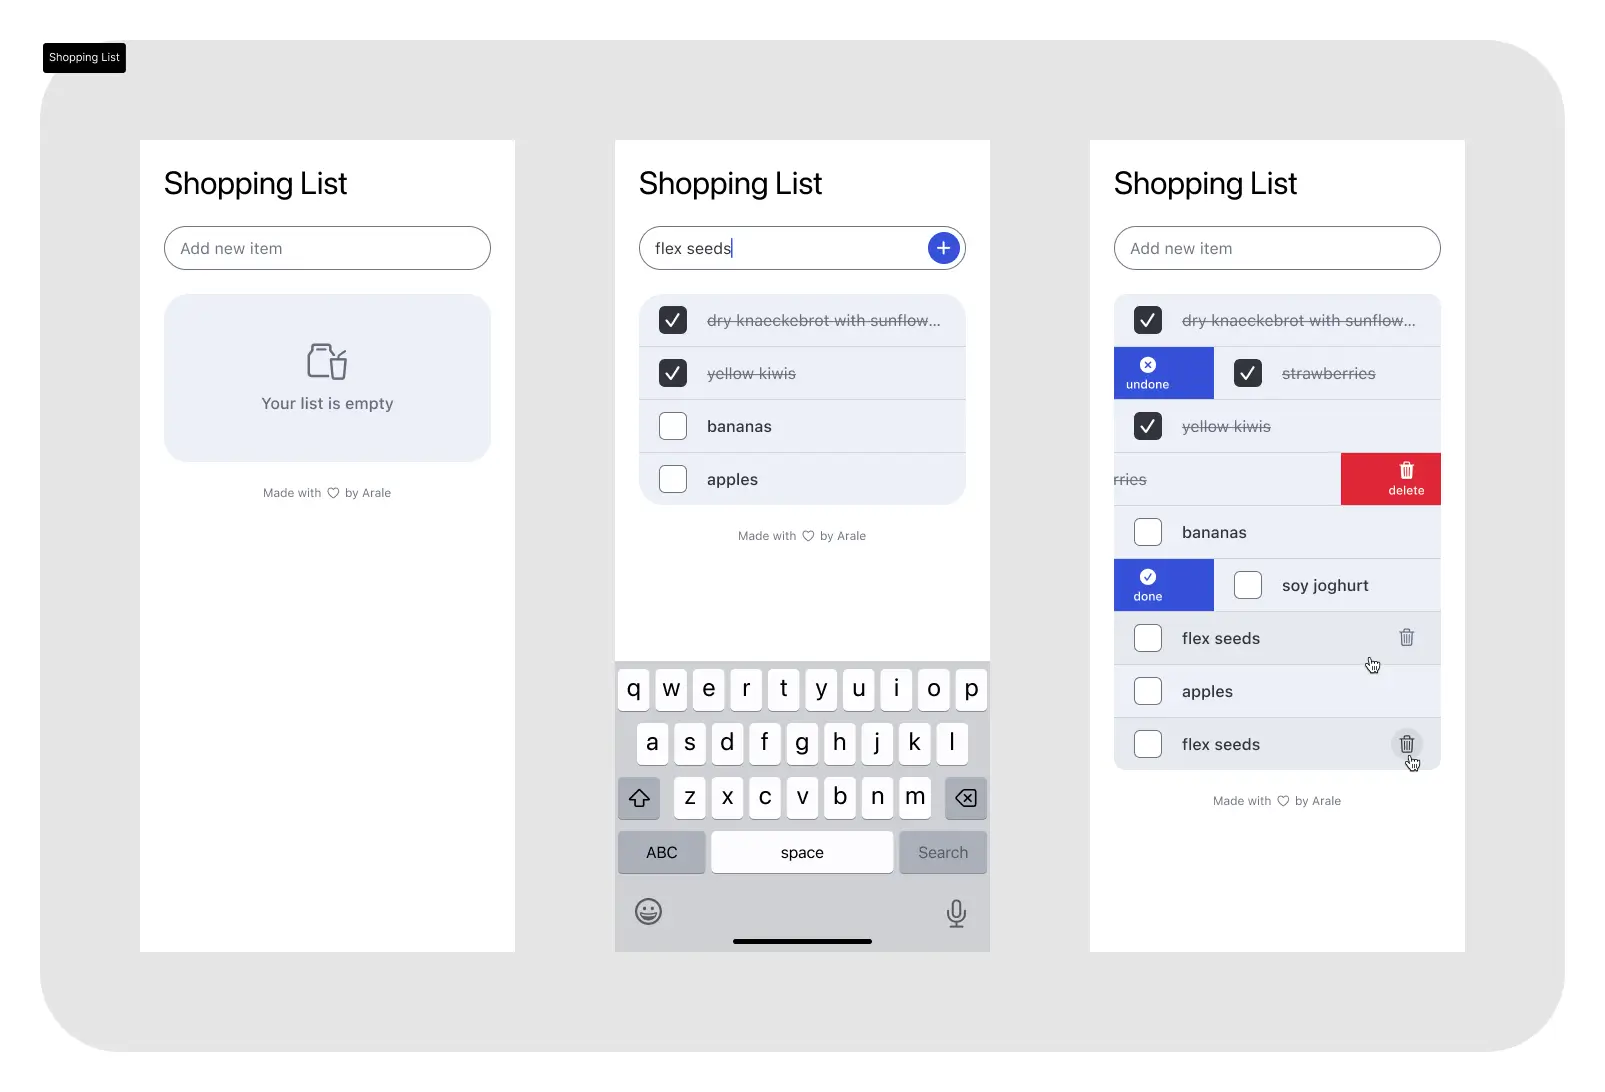 Shopping List
Shopping List
Add new item
Your list is empty
Made with by Arale
Shopping List
flex seeds
dry knaeckebrot with sunflow...
yellow kiwis
bananas
apples
Made with by Arale
q w e r t y u i o p
a s d f g h j k l
z x c v b n m
ABC space Search
Shopping List
Add new item
dry knaeckebrot with sunflow...
undone strawberries
yellow kiwis
rries delete
bananas
done soy joghurt
flex seeds
apples
flex seeds
Made with by Arale